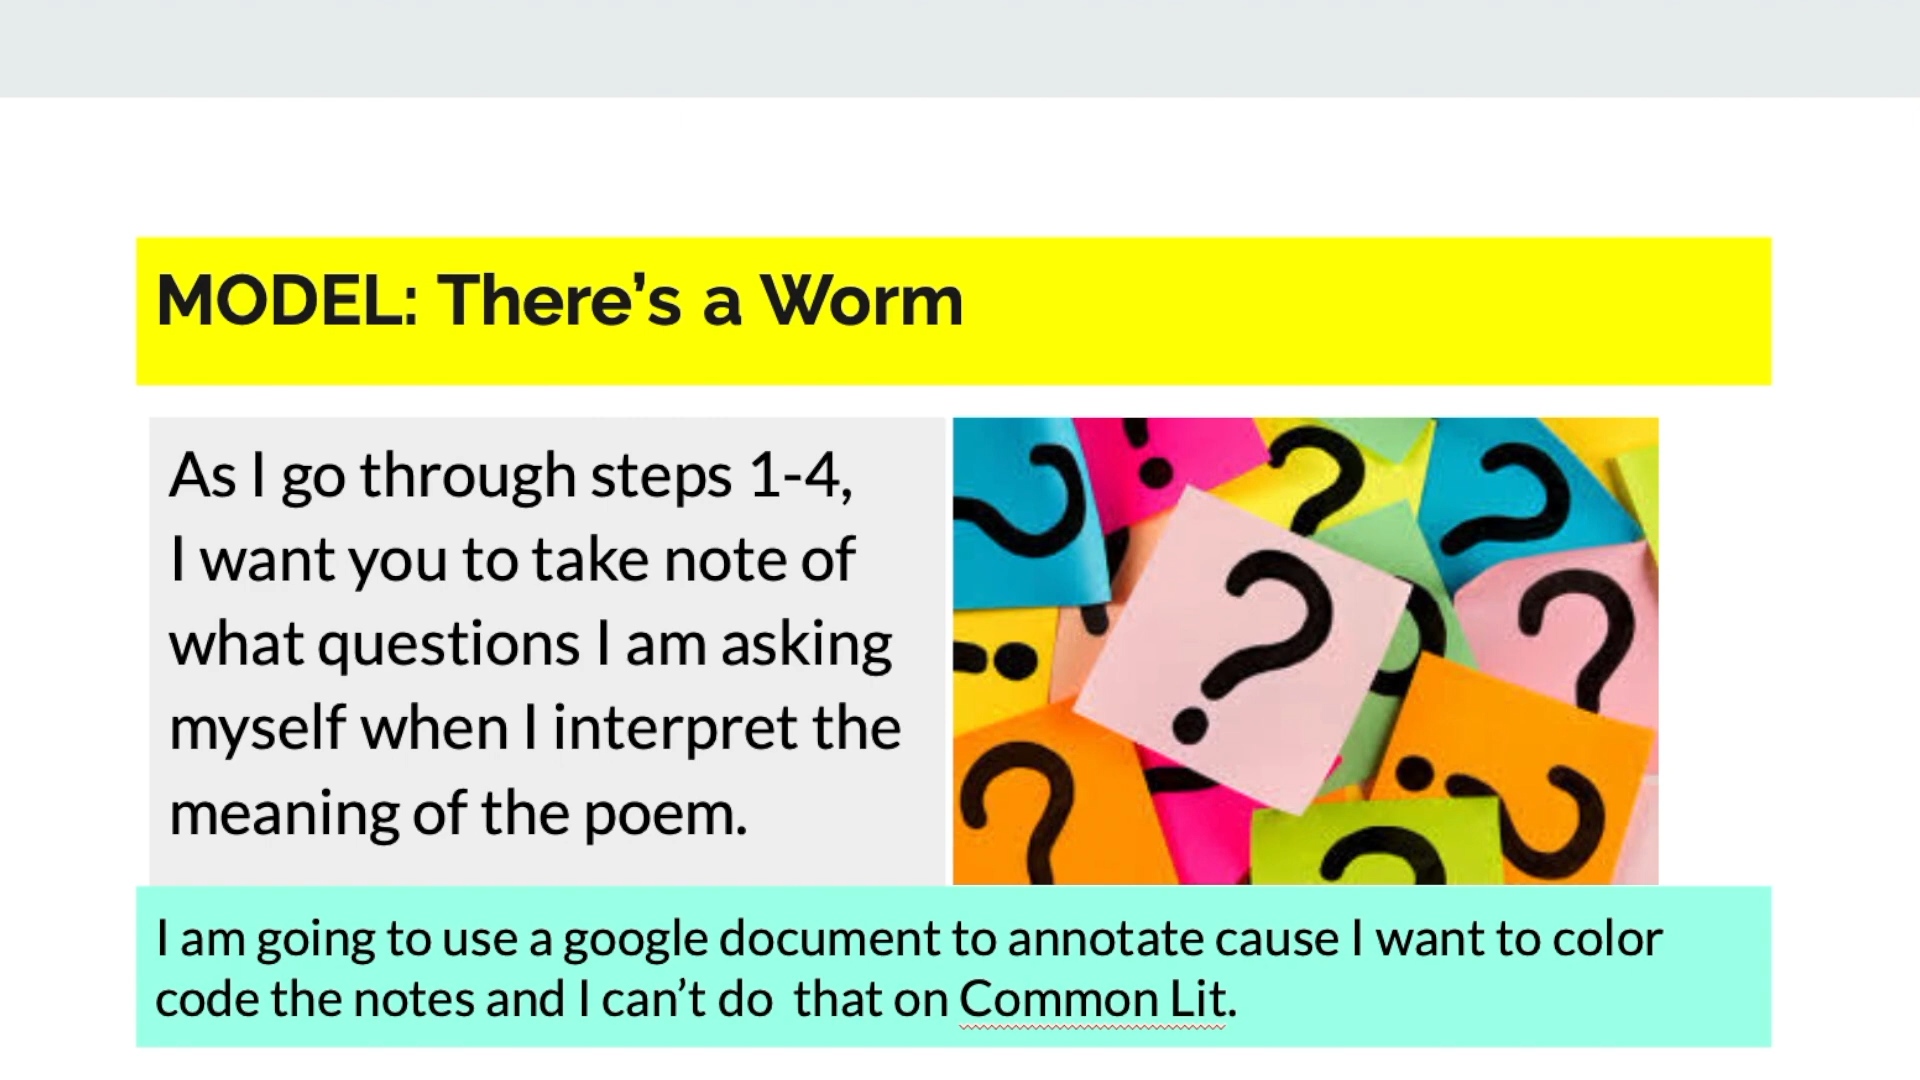 MODEL: There’s a Worm
As I go through steps 1-4,
I want you to take note of
what questions I am asking
myself when I interpret the
meaning of the poem.
? ? ? ? ? ? ? ? ?
I am going to use a google document to annotate cause I want to color
code the notes and I can’t do  that on Common Lit.